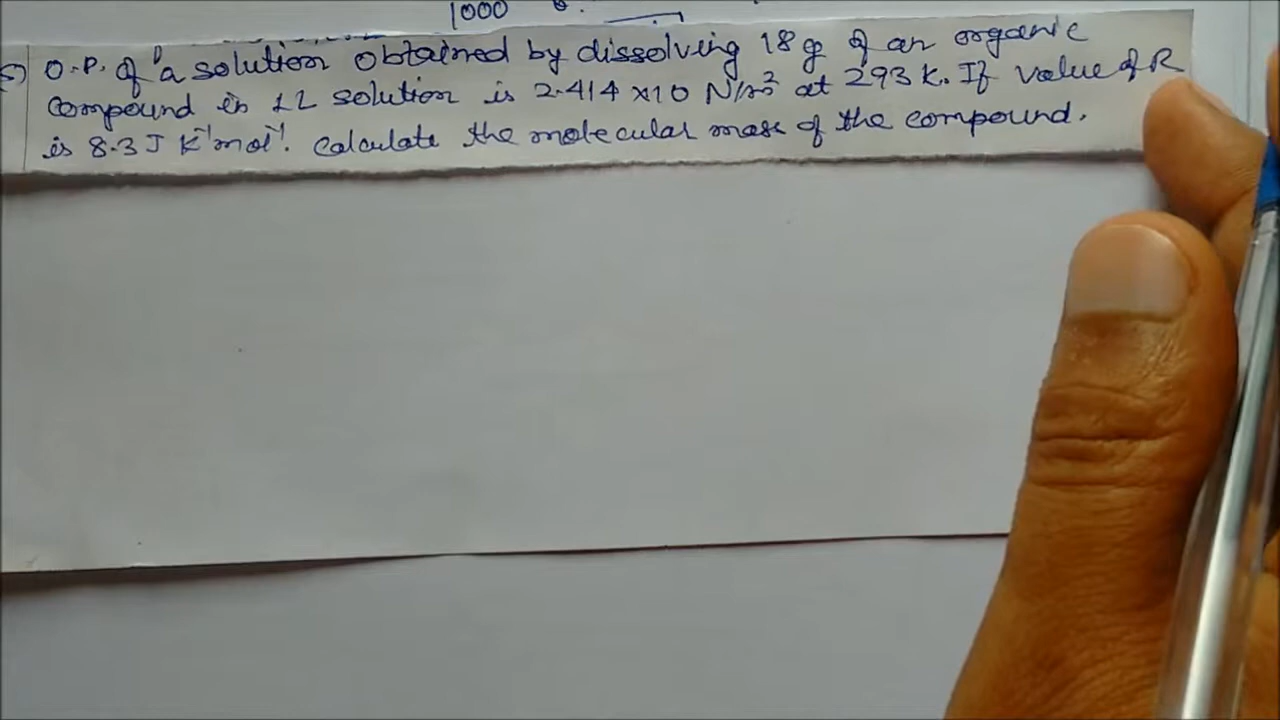 1000
5) O.P. of a solution obtained by dissolving 18 g of an organic
compound in 1L solution is 2.414 x10 N/m² at 293 K. If value of R
is 8.3 J K⁻¹mol⁻¹. Calculate the molecular mass of the compound.